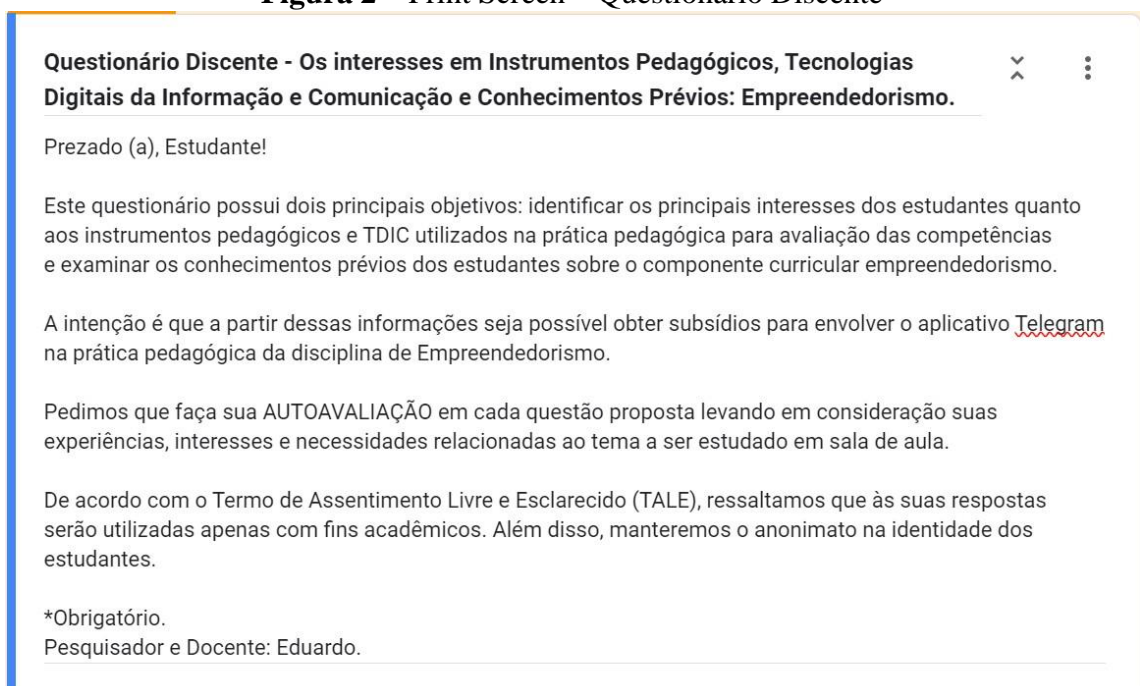 Figura 2 – Print Screen – Questionário Discente
Questionário Discente - Os interesses em Instrumentos Pedagógicos, Tecnologias
Digitais da Informação e Comunicação e Conhecimentos Prévios: Empreendedorismo.
Prezado (a), Estudante!
Este questionário possui dois principais objetivos: identificar os principais interesses dos estudantes quanto
aos instrumentos pedagógicos e TDIC utilizados na prática pedagógica para avaliação das competências
e examinar os conhecimentos prévios dos estudantes sobre o componente curricular empreendedorismo.
A intenção é que a partir dessas informações seja possível obter subsídios para envolver o aplicativo Telegram
na prática pedagógica da disciplina de Empreendedorismo.
Pedimos que faça sua AUTOAVALIAÇÃO em cada questão proposta levando em consideração suas
experiências, interesses e necessidades relacionadas ao tema a ser estudado em sala de aula.
De acordo com o Termo de Assentimento Livre e Esclarecido (TALE), ressaltamos que às suas respostas
serão utilizadas apenas com fins acadêmicos. Além disso, manteremos o anonimato na identidade dos
estudantes.
*Obrigatório.
Pesquisador e Docente: Eduardo.